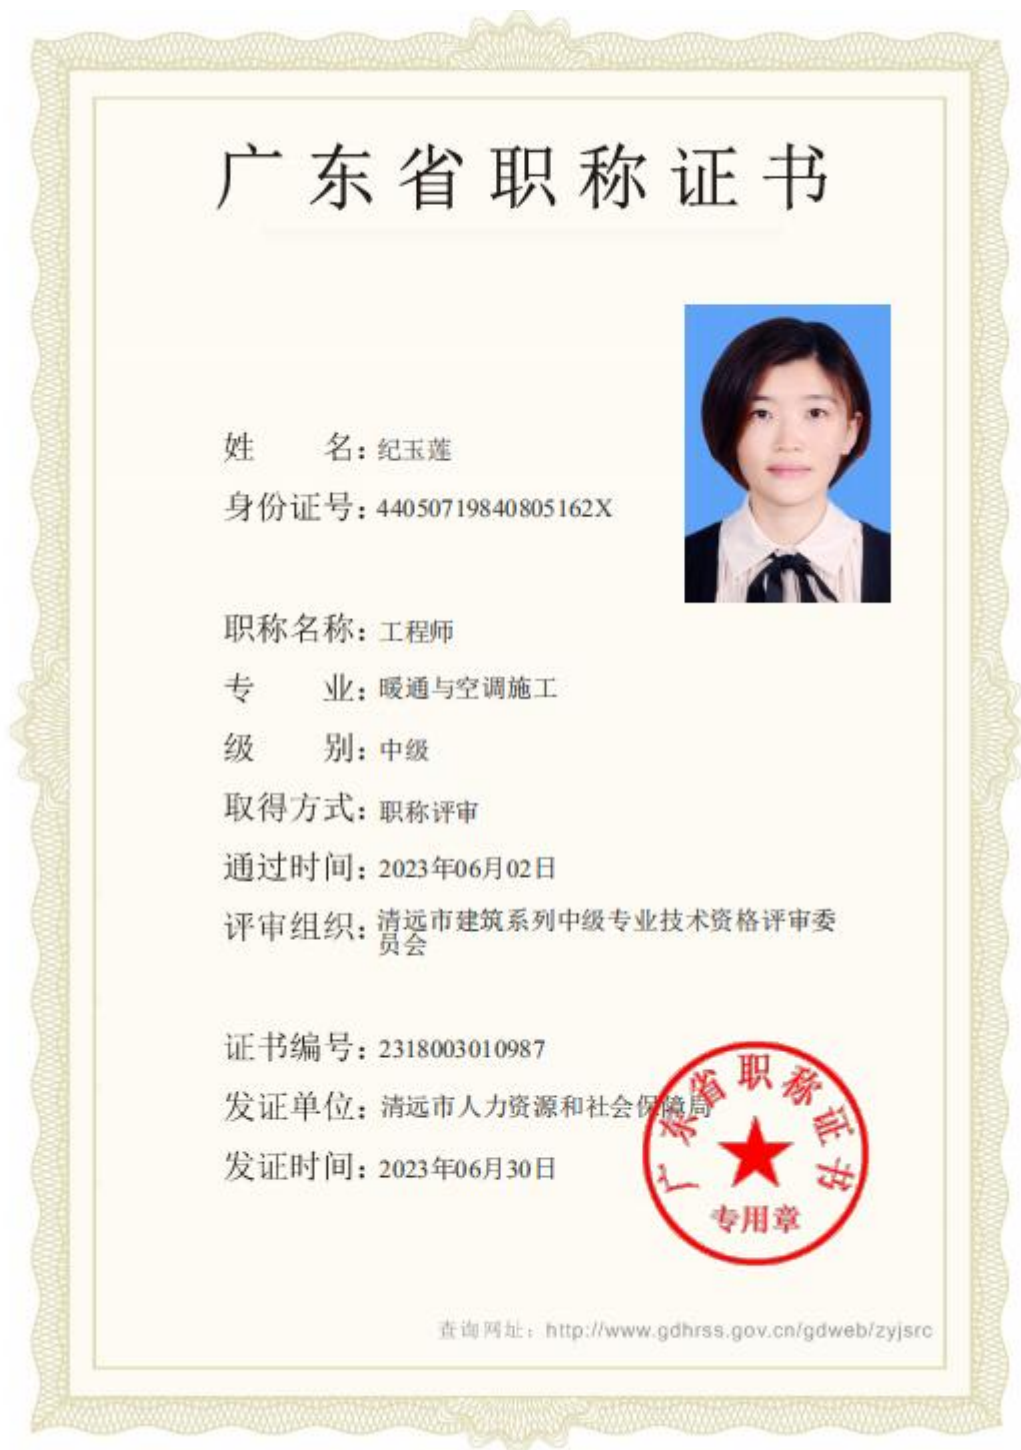 广东省职称证书
姓 名：纪玉莲
身份证号：44050719840805162X
职称名称：工程师
专 业：暖通与空调施工
级 别：中级
取得方式：职称评审
通过时间：2023年06月02日
评审组织：清远市建筑系列中级专业技术资格评审委
员会
证书编号：2318003010987
发证单位：清远市人力资源和社会保障局
发证时间：2023年06月30日
广东省职称证书
专用章
查询网址：http://www.gdhrss.gov.cn/gdweb/zyjsrc